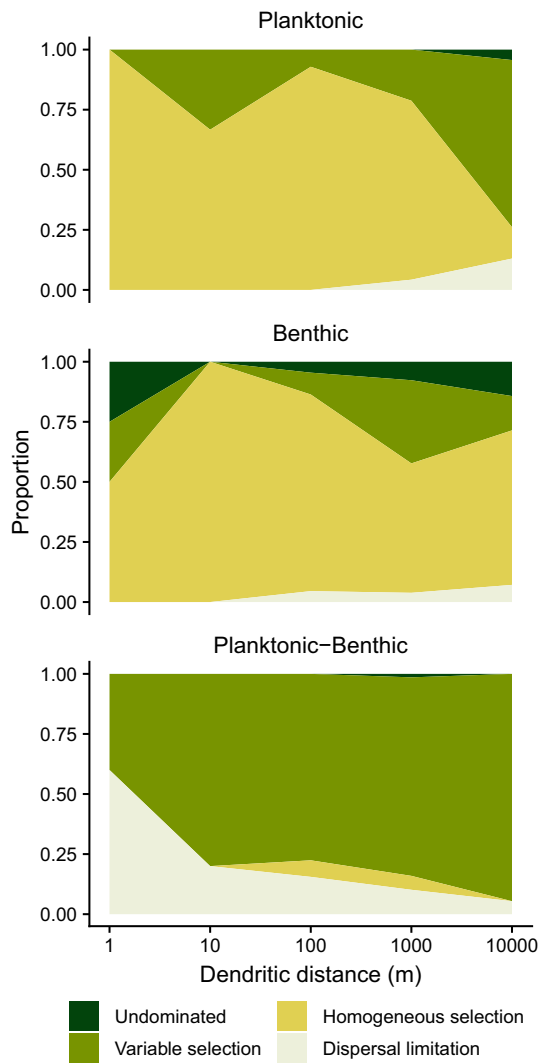 Planktonic
1.00
0.75
0.50
0.25
0.00
Benthic
1.00
0.75
0.50
0.25
0.00
Proportion
Planktonic−Benthic
1.00
0.75
0.50
0.25
0.00
1 10 100 1000 10000
Dendritic distance (m)
Undominated Homogeneous selection
Variable selection Dispersal limitation